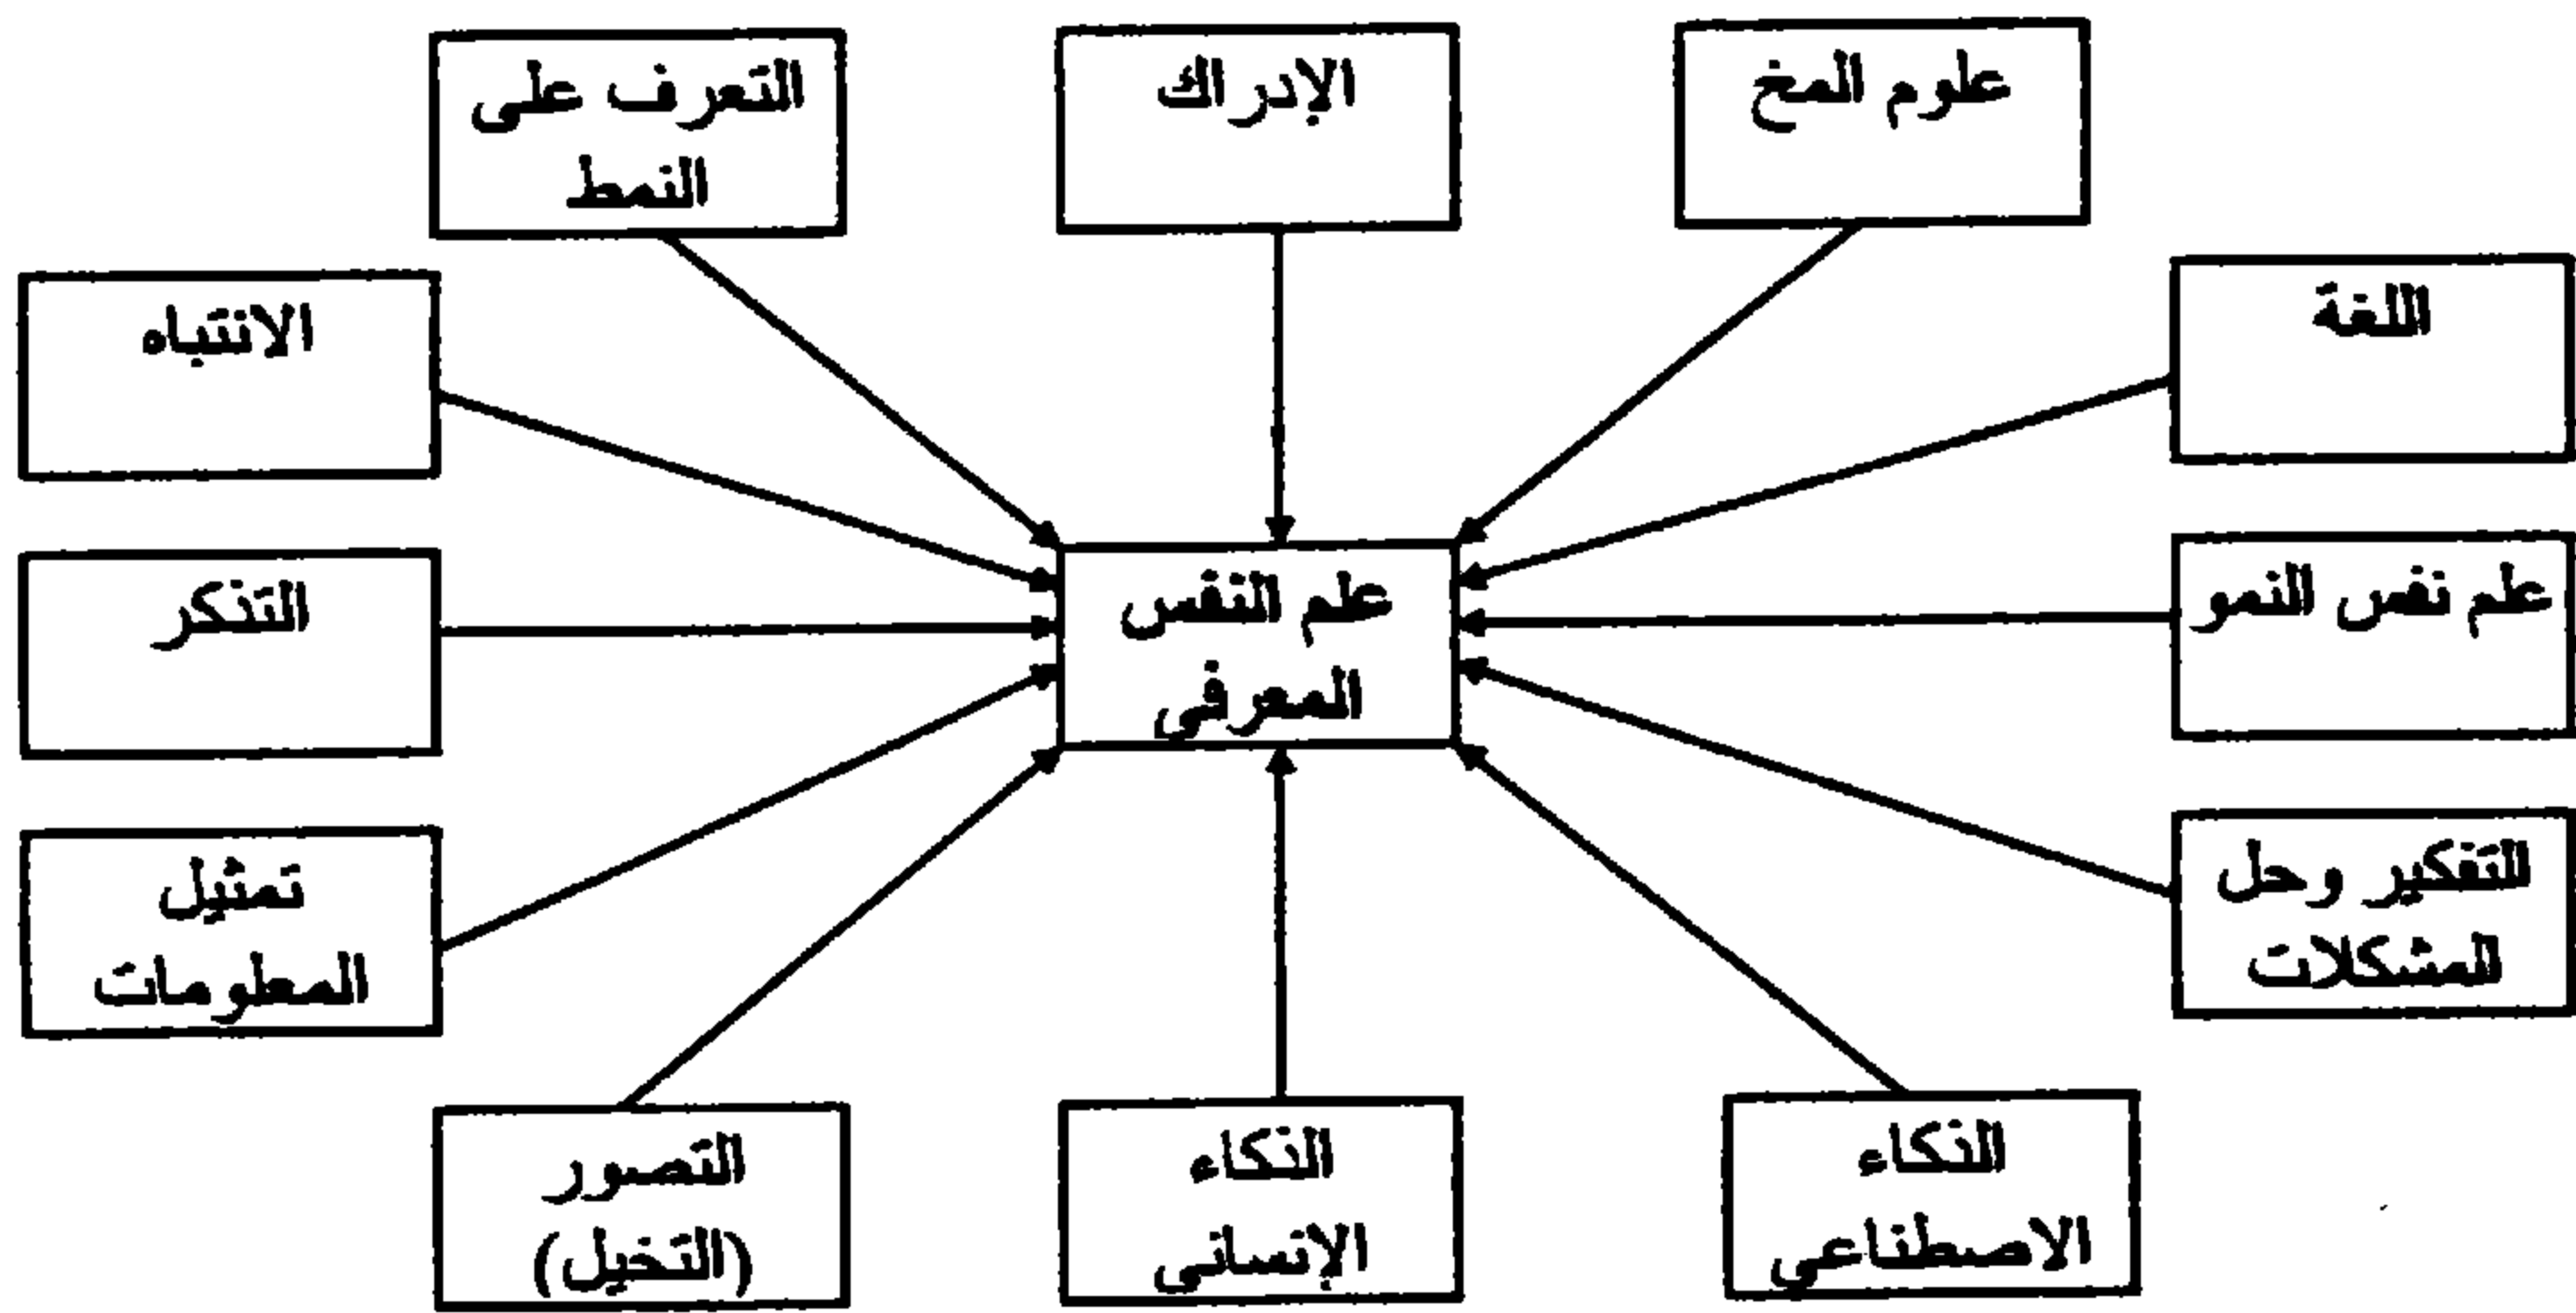 علوم المخ
الإدراك
التعرف على
النمط
اللغة
الانتباه
علم النفس
المعرفي
علم نفس النمو
التذكر
التفكير وحل
المشكلات
تمثيل
المعلومات
الذكاء
الاصطناعي
الذكاء
الإنساني
التصور
(التخيل)